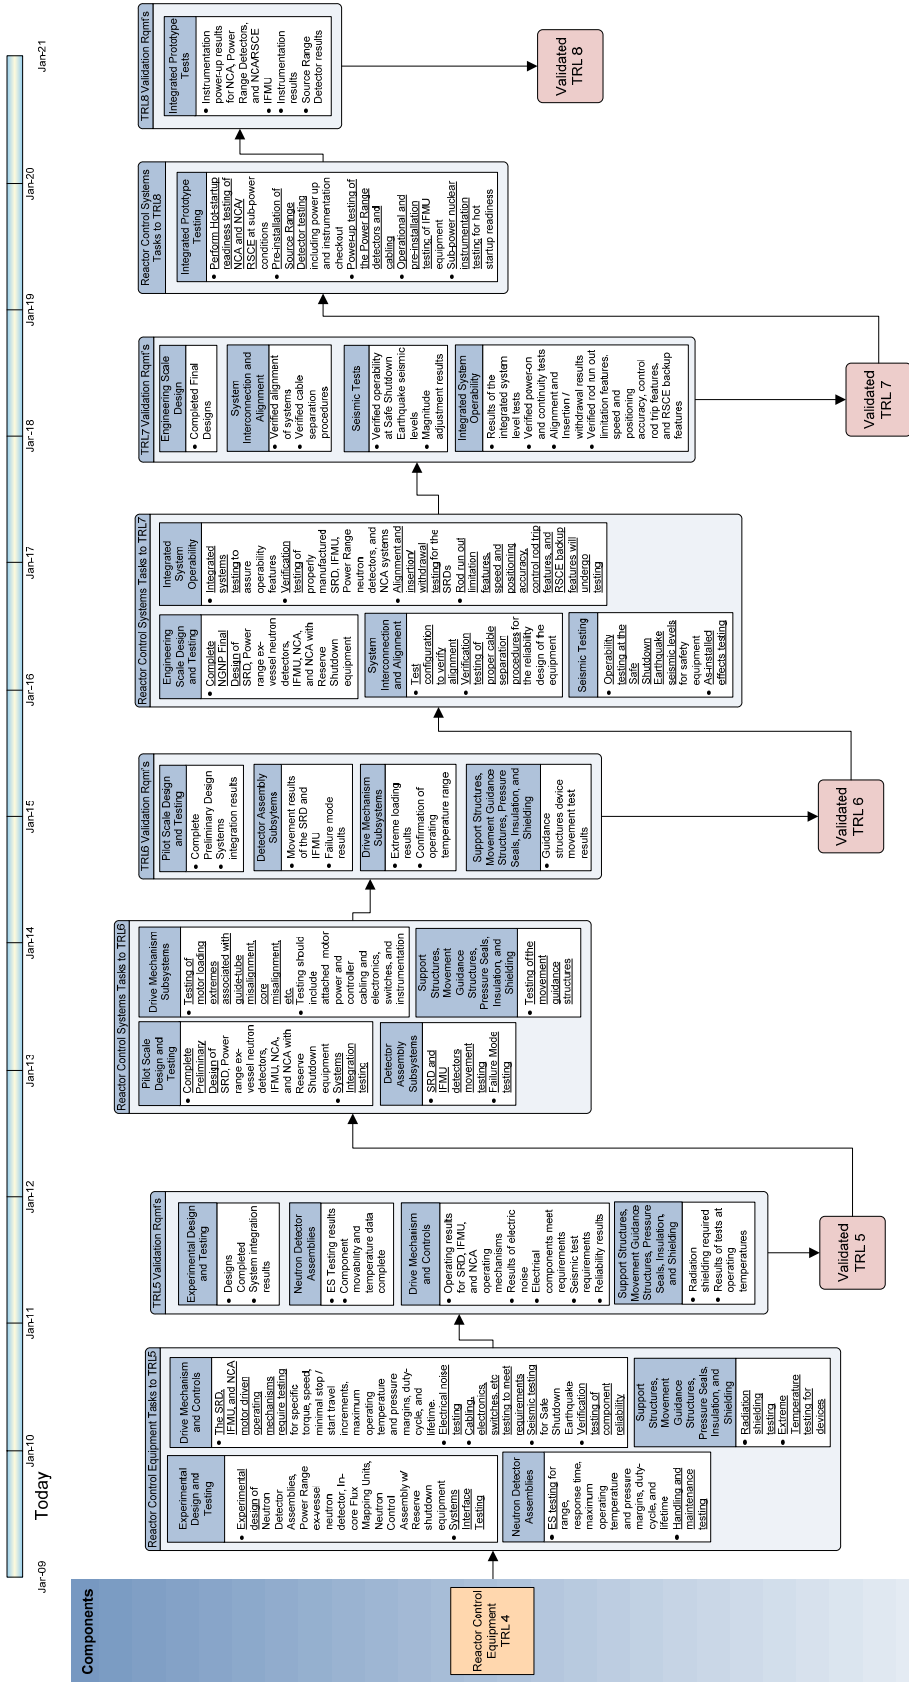 Components
Reactor Control
Equipment
TRL 4
Today
Jan-09
Jan-10
Jan-11
Jan-12
Jan-13
Jan-14
Jan-15
Jan-16
Jan-17
Jan-18
Jan-19
Jan-20
Jan-21
Reactor Control Equipment Tasks to TRL5
Experimental
Design and
Testing
• Experimental
design of
Neutron
Detector
Assemblies,
Power Range
ex-vessel
neutron
detector, In-
core Flux
Mapping Units,
Neutron
Control
Assembly w/
Reserve
shutdown
equipment
• Systems
Interface
Testing
Drive Mechanism
and Controls
• The SRD,
IFMU, and NCA
motor driven
operating
mechanisms
require testing
for specific
torque, speed,
minimal stop /
start travel
increments,
maximum
operating
temperature
and pressure
margins, duty-
cycle, and
lifetime.
• Electrical noise
testing
• Cabling,
electronics,
switches, etc
testing to meet
requirements
• Seismic testing
for Safe
Shutdown
Earthquake
• Verification
testing of
component
reliability
Neutron Detector
Assemblies
• ES testing for
range,
response time,
maximum
operating
temperature
and pressure
margins, duty-
cycle, and
lifetime
• Handling and
maintenance
testing
Support
Structures,
Movement
Guidance
Structures,
Pressure Seals,
Insulation, and
Shielding
• Radiation
shielding
testing
• Extreme
Temperature
testing for
devices
TRL5 Validation Rqmt's
Experimental Design
and Testing
• Designs
Completed
• System integration
results
Neutron Detector
Assemblies
• ES Testing results
• Component
movability and
temperature data
complete
Drive Mechanism
and Controls
• Operating results
for SRD, IFMU,
and NCA
operating
mechanisms
• Results of electric
noise
• Electrical
components meet
requirements
• Seismic test
requirements
• Reliability results
Support Structures,
Movement Guidance
Structures, Pressure
Seals, Insulation,
and Shielding
• Radiation
shielding required
• Results of tests at
operating
temperatures
Validated
TRL 5
Reactor Control Systems Tasks to TRL6
Pilot Scale
Design and
Testing
• Complete
Preliminary
Design of
SRD, Power
range ex-
vessel neutron
detectors,
IFMU, NCA,
and NCA with
Reserve
Shutdown
equipment
• Systems
Integration
testing
Drive Mechanism
Subsystems
• Testing of
motor loading
extremes
associated with
guide-tube
misalignment,
core
misalignment,
etc.
• Testing should
include
attached motor
power and
controller
cabling and
electronics,
switches, and
instrumentation
Detector
Assembly
Subsystems
• SRD and
IFMU
detectors
movement
testing
• Failure Mode
testing
Support
Structures,
Movement
Guidance
Structures,
Pressure Seals,
Insulation, and
Shielding
• Testing of the
movement
guidance
structures
TRL6 Validation Rqmt's
Pilot Scale Design
and Testing
• Complete
Preliminary Design
• Systems
integration results
Detector Assembly
Subsytems
• Movement results
of the SRD and
IFMU
• Failure mode
results
Drive Mechanism
Subsystems
• Extreme loading
results
• Confirmation of
operating
temperature range
Support Structures,
Movement Guidance
Structures, Pressure
Seals, Insulation, and
Shielding
• Guidance
structures device
movement test
results
Validated
TRL 6
Reactor Control Systems Tasks to TRL7
Engineering
Scale Design
and Testing
• Complete
NGNP Final
Design of
SRD, Power
range ex-
vessel neutron
detectors,
IFMU, NCA,
and NCA with
Reserve
Shutdown
equipment
Integrated
System
Operability
• Integrated
systems
testing to
assure
operability
features
• Verification
testing of
properly
manufactured
SRD, IFMU,
Power Range
neutron
detectors, and
NCA systems
• Alignment and
insertion/
withdrawal
testing for the
SRDs
• Rod run out
limitation
features,
speed and
positioning
accuracy,
control rod trip
features, and
RSCE backup
features will
undergo
testing
System
Interconnection
and Alignment
• Test
configuration
to verify
alignment
• Verification
testing of
proper cable
separation
procedures for
the reliability
design of the
equipment
Seismic Testing
• Operability
testing at the
Safe
Shutdown
Earthquake
seismic levels
for safety
equipment
• As-installed
effects testing
TRL7 Validation Rqmt's
Engineering Scale
Design
• Completed Final
Designs
System
Interconnection and
Alignment
• Verified alignment
of systems
• Verified cable
separation
procedures
Seismic Tests
• Verified operability
at Safe Shutdown
Earthquake seismic
levels
• Magnitude
adjustment results
Integrated System
Operability
• Results of the
integrated system
level tests
• Verified power-on
and continuity tests
• Alignment and
Insertion /
withdrawal results
• Verified rod run out
limitation features.
speed and
positioning
accuracy, control
rod trip features,
and RSCE backup
features
Validated
TRL 7
Reactor Control Systems
Tasks to TRL8
Integrated Prototype
Testing
• Perform Hot-startup
readiness testing of
NCA and NCA/
RSCE at sub-power
conditions
• Pre-installation of
Source Range
Detector testing
including power up
and instrumentation
checkout
• Power-up testing of
the Power Range
detectors and
cabling
• Operational and
pre-installation
testing of IFMU
equipment
• Sub-power nuclear
instrumentation
testing for hot
startup readiness
TRL8 Validation Rqmt's
Integrated Prototype
Tests
• Instrumentation
power-up results
for NCA, Power
Range Detectors,
and NCA/RSCE
• IFMU
• Instrumentation
results
• Source Range
Detector results
Validated
TRL 8